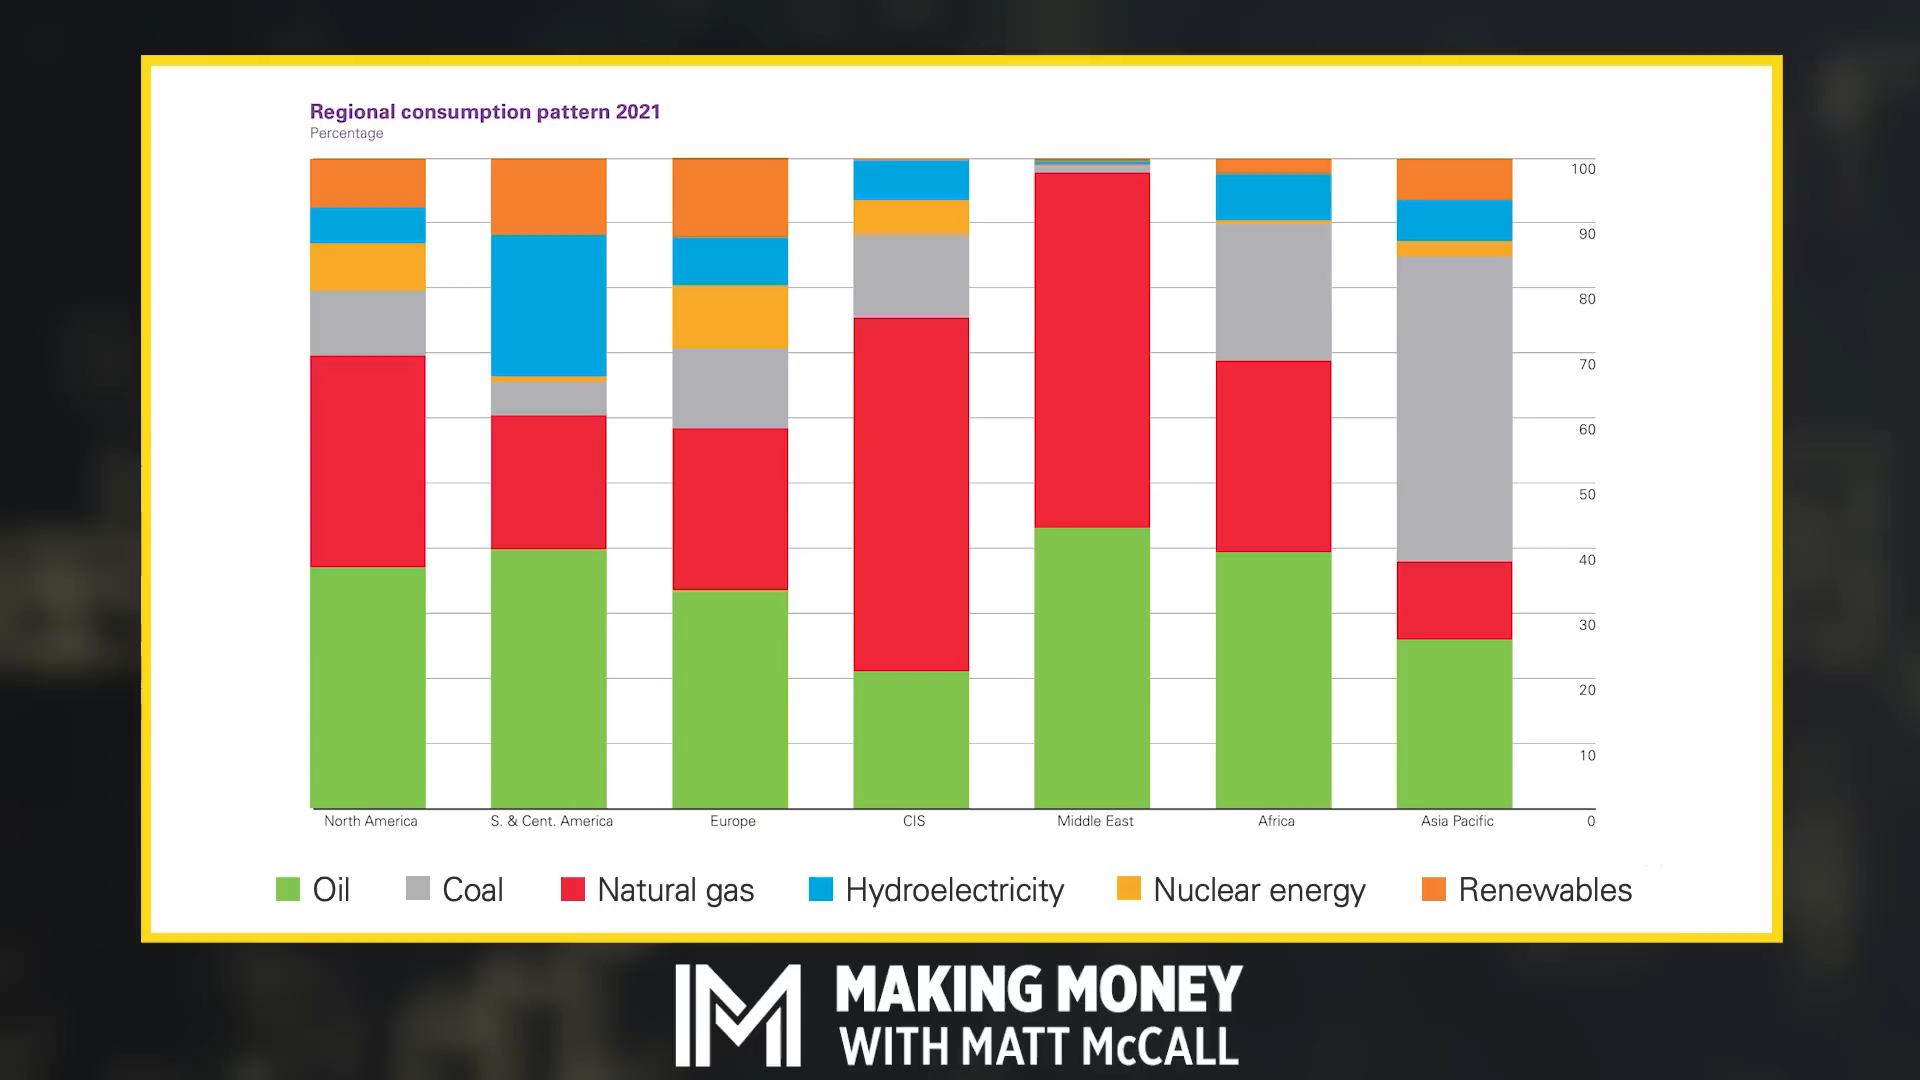 Regional consumption pattern 2021
Percentage
100
90
80
70
60
50
40
30
20
10
0
North America
S. & Cent. America
Europe
CIS
Middle East
Africa
Asia Pacific
Oil
Coal
Natural gas
Hydroelectricity
Nuclear energy
Renewables
MAKING MONEY
WITH MATT McCALL